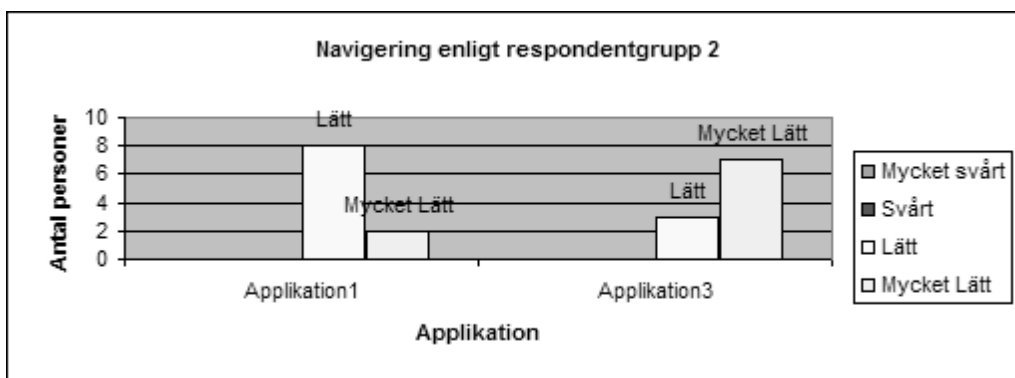 Navigering enligt respondentgrupp 2
Antal personer
10
8
6
4
2
0
Lätt
Mycket Lätt
Lätt
Mycket Lätt
Applikation1
Applikation3
Applikation
Mycket svårt
Svårt
Lätt
Mycket Lätt